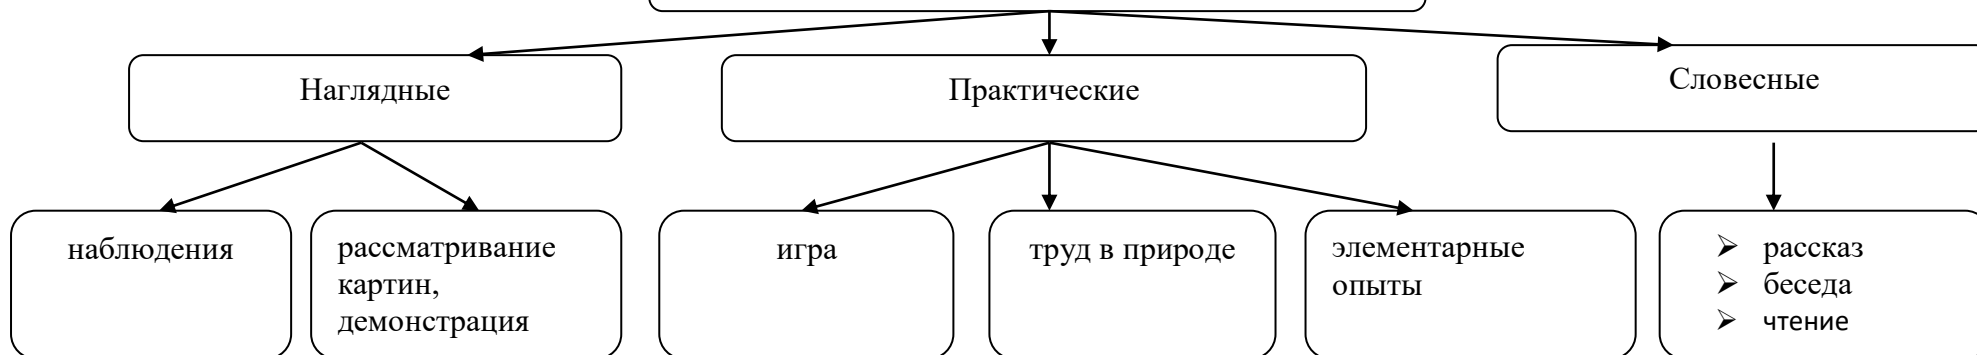 Наглядные
Практические
Словесные
наблюдения
рассматривание
картин,
демонстрация
игра
труд в природе
элементарные
опыты
➢ рассказ
➢ беседа
➢ чтение